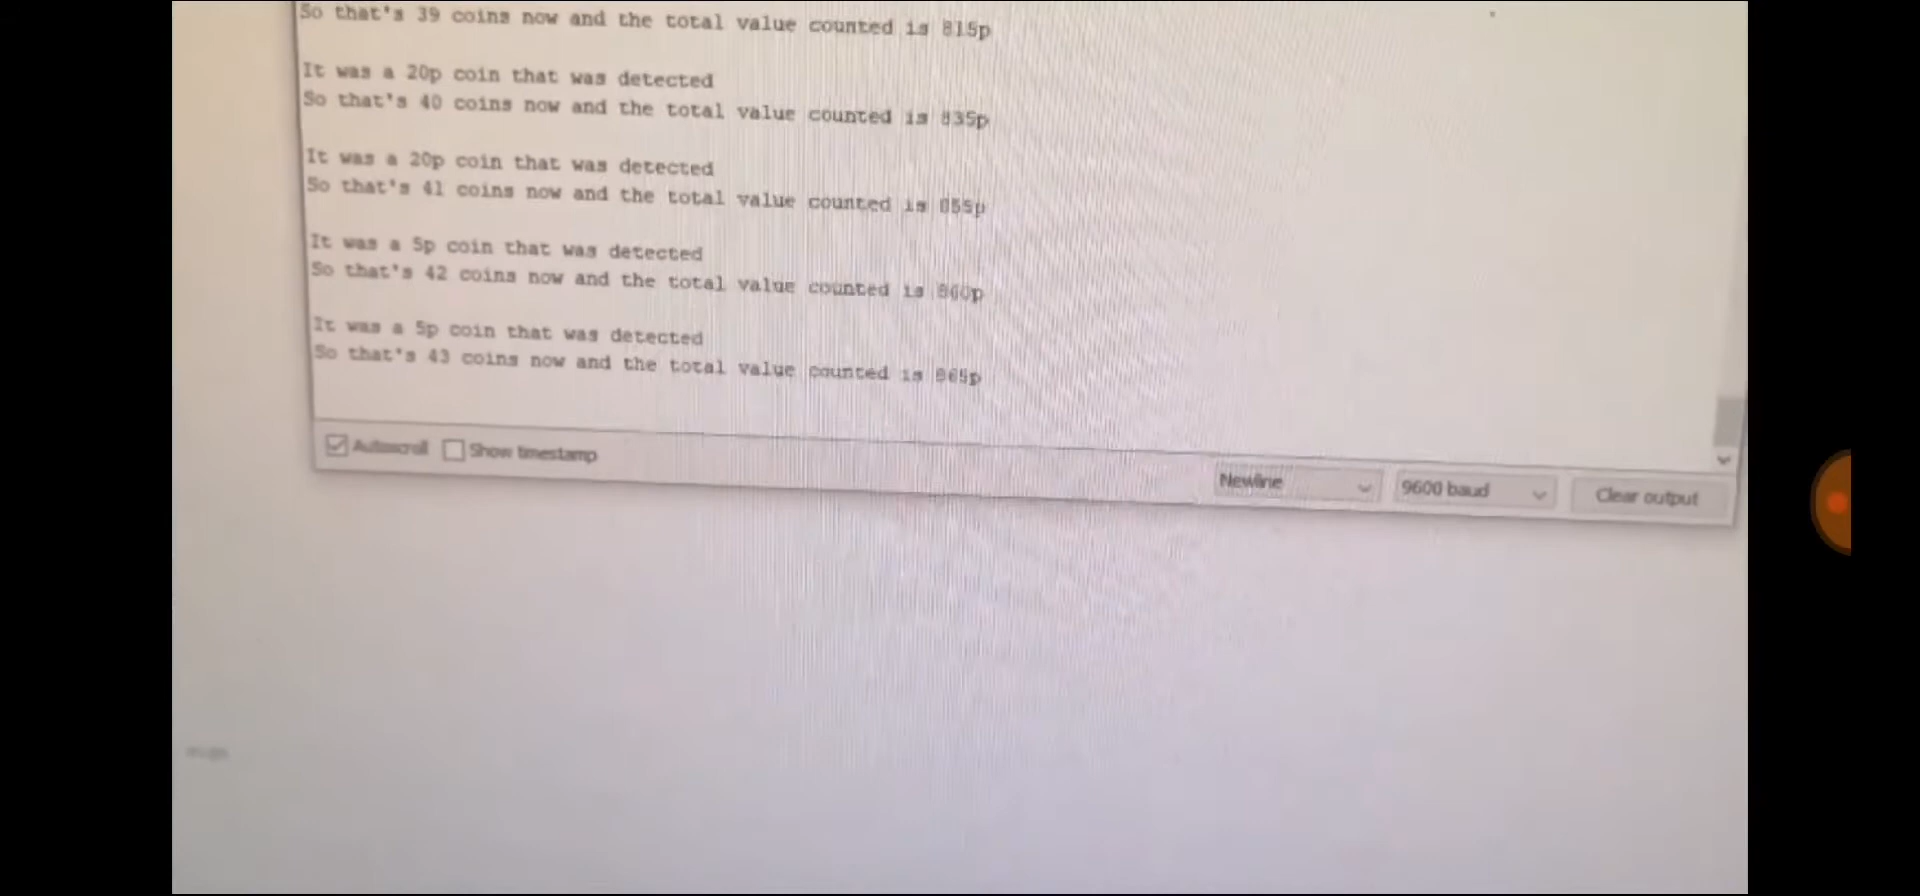 So that's 39 coins now and the total value counted is 815p
It was a 20p coin that was detected
So that's 40 coins now and the total value counted is 835p
It was a 20p coin that was detected
So that's 41 coins now and the total value counted is 855p
It was a 5p coin that was detected
So that's 42 coins now and the total value counted is 860p
It was a 5p coin that was detected
So that's 43 coins now and the total value counted is 865p
Autoscroll Show timestamp
Newline 9600 baud Clear output